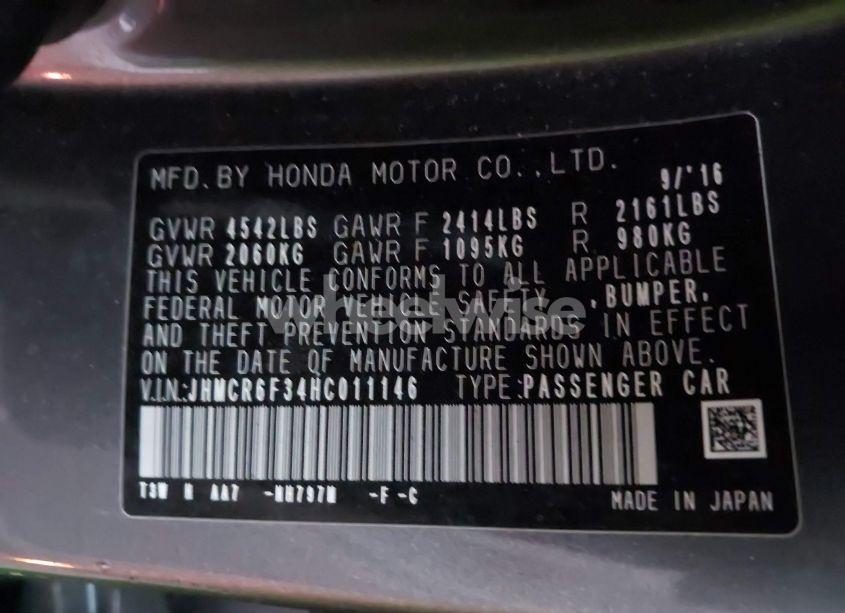 MFD. BY HONDA MOTOR CO., LTD. 9/'16
GVWR 4542LBS GAWR F 2414LBS R 2161LBS
GVWR 2060KG GAWR F 1095KG R 980KG
THIS VEHICLE CONFORMS TO ALL APPLICABLE
FEDERAL MOTOR VEHICLE SAFETY, BUMPER,
AND THEFT PREVENTION STANDARDS IN EFFECT
ON THE DATE OF MANUFACTURE SHOWN ABOVE.
V.I.N.:JHMCR6F34HC011146 TYPE:PASSENGER CAR
T3W N AA7 -NH797M -F -C
MADE IN JAPAN
wheelwise